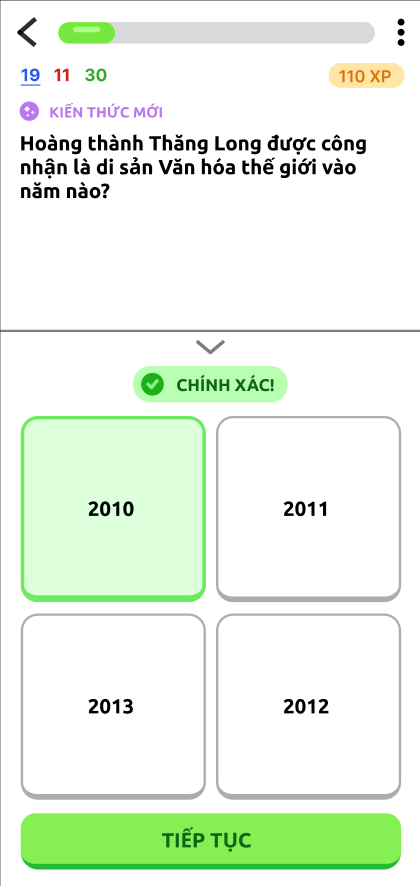 19 11 30
110 XP
KIẾN THỨC MỚI
Hoàng thành Thăng Long được công
nhận là di sản Văn hóa thế giới vào
năm nào?
CHÍNH XÁC!
2010
2011
2013
2012
TIẾP TỤC